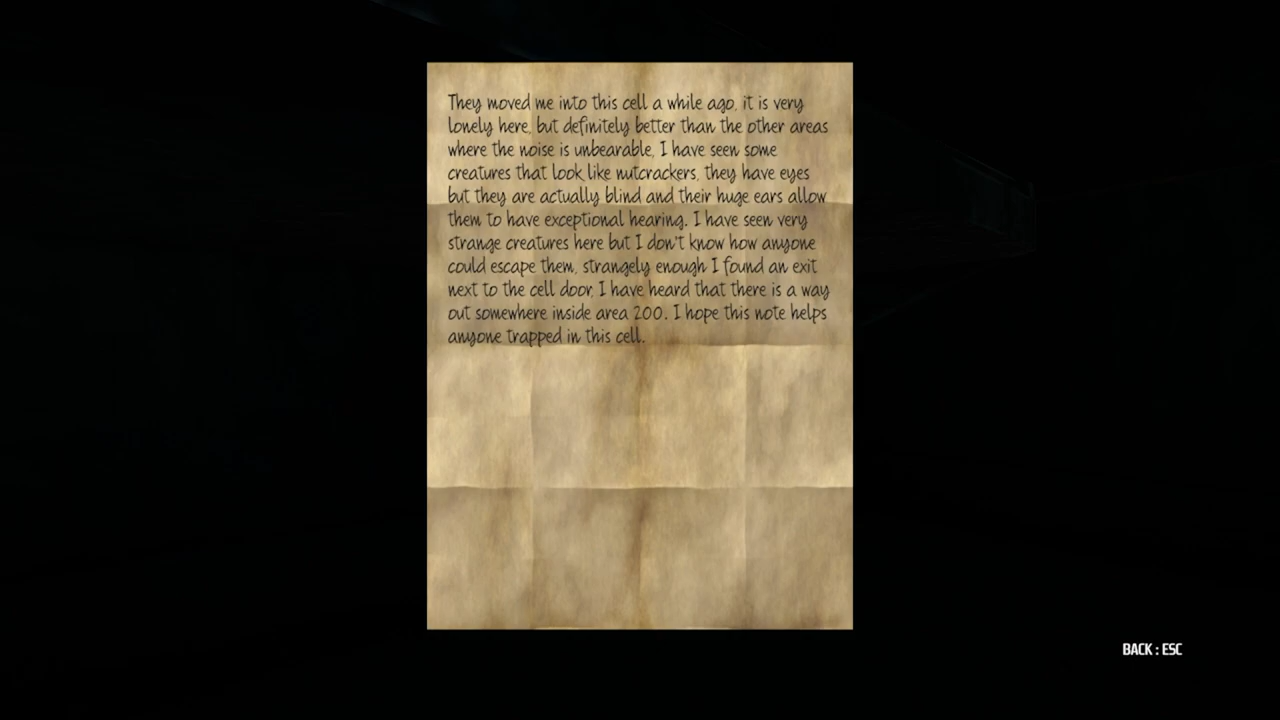 They moved me into this cell a while ago, it is very
lonely here, but definitely better than the other areas
where the noise is unbearable, I have seen some
creatures that look like nutcrackers, they have eyes
but they are actually blind and their huge ears allow
them to have exceptional hearing. I have seen very
strange creatures here but I don't know how anyone
could escape them, strangely enough I found an exit
next to the cell door, I have heard that there is a way
out somewhere inside area 200. I hope this note helps
anyone trapped in this cell.
BACK : ESC